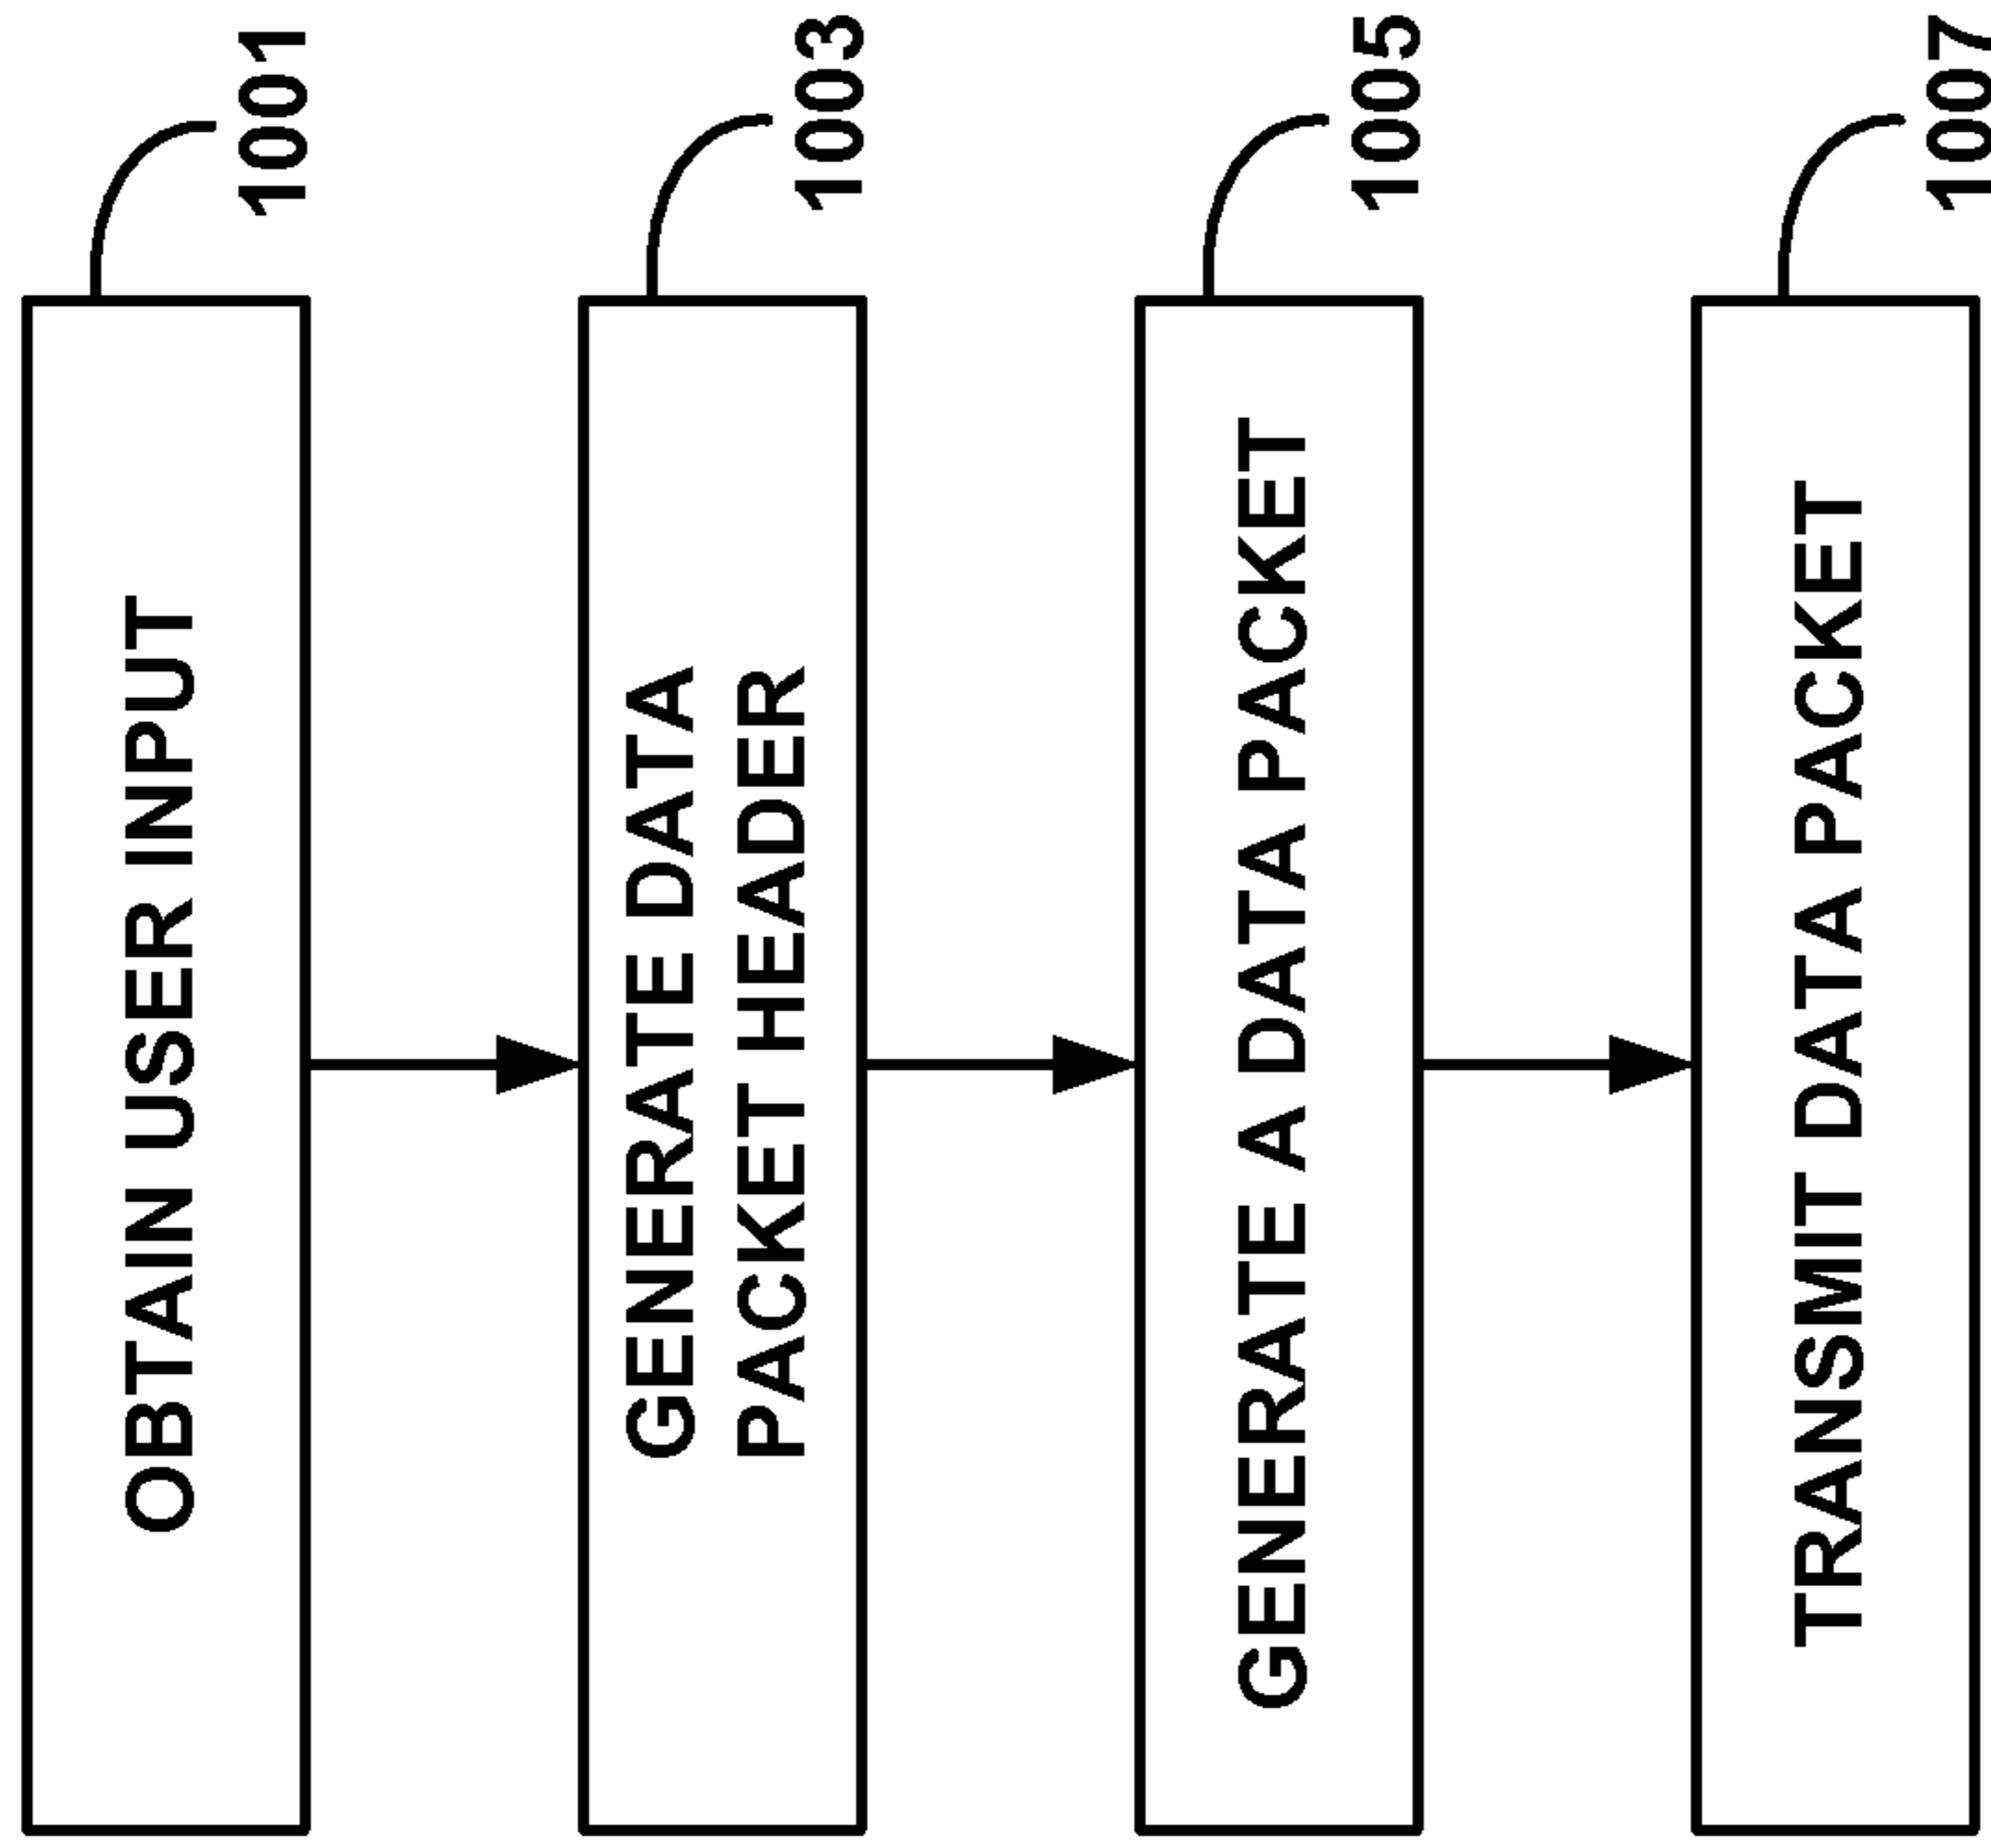 OBTAIN USER INPUT
1001
GENERATE DATA
PACKET HEADER
1003
GENERATE A DATA PACKET
1005
TRANSMIT DATA PACKET
1007